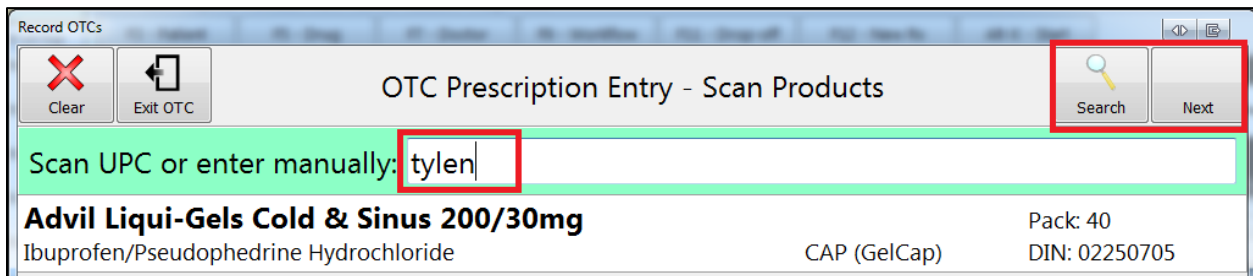 Record OTCs
Clear
Exit OTC
OTC Prescription Entry - Scan Products
Search
Next
Scan UPC or enter manually: tylen
Advil Liqui-Gels Cold & Sinus 200/30mg
Pack: 40
Ibuprofen/Pseudophedrine Hydrochloride
CAP (GelCap)
DIN: 02250705